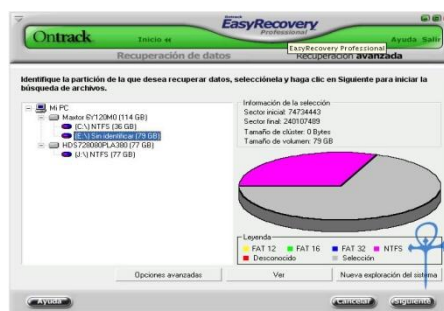 Ontrack
EasyRecovery
Professional
Inicio «
Ayuda Salir
EasyRecovery Professional
Recuperación de datos
Recuperación avanzada
Identifique la partición de la que desea recuperar datos, selecciónela y haga clic en Siguiente para iniciar la
búsqueda de archivos.
Mi PC
Maxtor 6Y120M0 (114 GB)
(C:\) NTFS (36 GB)
(E:\) Sin identificar (79 GB)
HDS728080PLA380 (77 GB)
(J:\) NTFS (77 GB)
Información de la selección
Sector inicial: 74734443
Sector final: 240107489
Tamaño de clúster: 0 Bytes
Tamaño de volumen: 79 GB
Leyenda
FAT 12 FAT 16 FAT 32 NTFS
Desconocido Selección
Opciones avanzadas
Ver
Nueva exploración del sistema
Ayuda
Cancelar
Siguiente